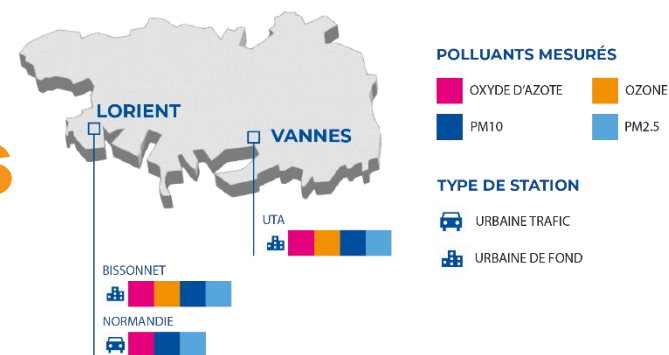 LORIENT
VANNES
UTA
BISSONNET
NORMANDIE
POLLUANTS MESURÉS
OXYDE D'AZOTE
OZONE
PM10
PM2.5
TYPE DE STATION
URBAINE TRAFIC
URBAINE DE FOND